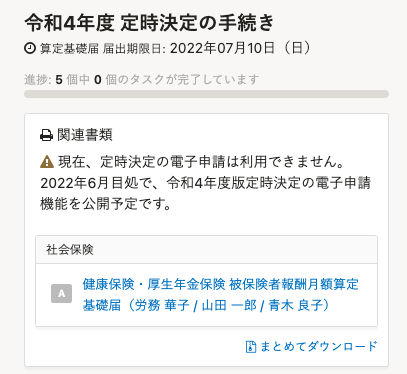 令和4年度 定時決定の手続き
算定基礎届 届出期限日: 2022年07月10日（日）
進捗: 5 個中 0 個のタスクが完了しています
関連書類
現在、定時決定の電子申請は利用できません。
2022年6月目処で、令和4年度版定時決定の電子申請
機能を公開予定です。
社会保険
A
健康保険・厚生年金保険 被保険者報酬月額算定
基礎届（労務 華子 / 山田 一郎 / 青木 良子）
まとめてダウンロード